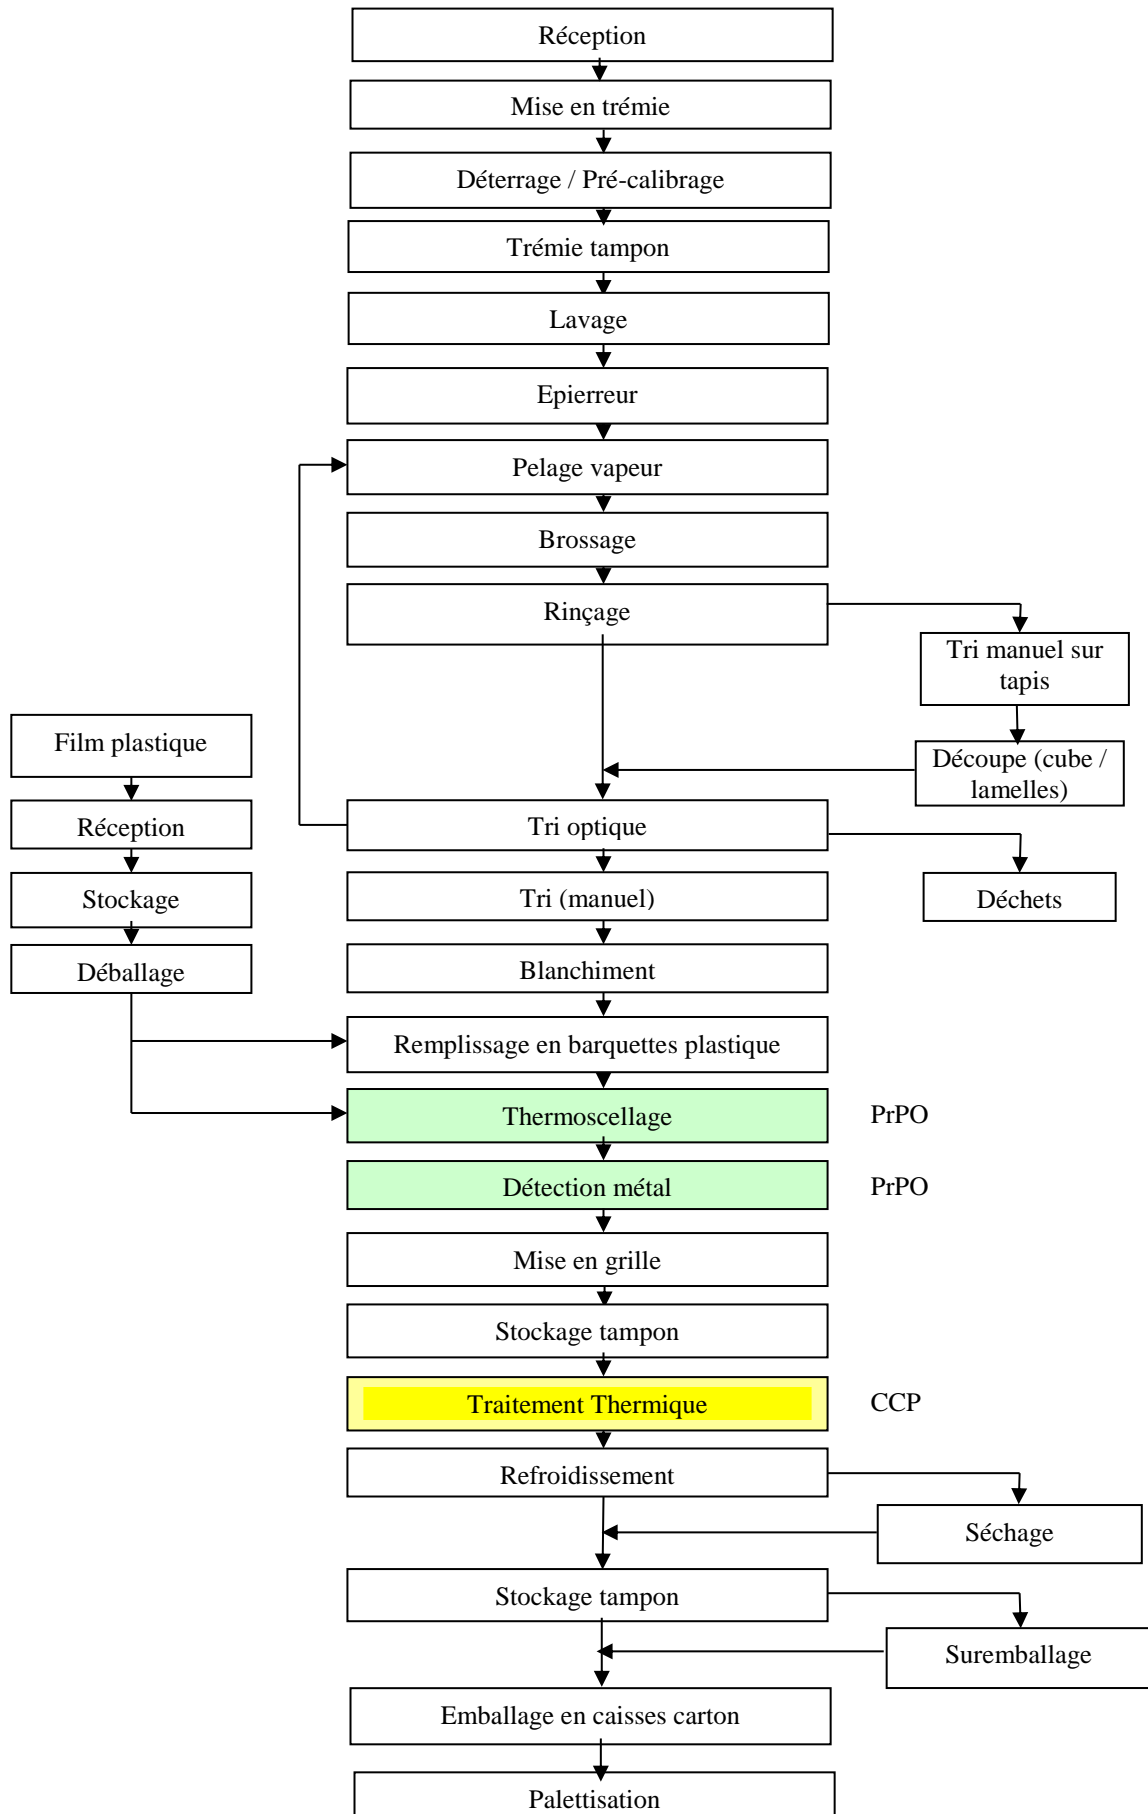 Réception
Mise en trémie
Déterrage / Pré-calibrage
Trémie tampon
Lavage
Epierreur
Pelage vapeur
Brossage
Rinçage
Tri manuel sur
tapis
Découpe (cube /
lamelles)
Film plastique
Réception
Stockage
Déballage
Tri optique
Déchets
Tri (manuel)
Blanchiment
Remplissage en barquettes plastique
Thermoscellage
PrPO
Détection métal
PrPO
Mise en grille
Stockage tampon
Traitement Thermique
CCP
Refroidissement
Séchage
Stockage tampon
Suremballage
Emballage en caisses carton
Palettisation